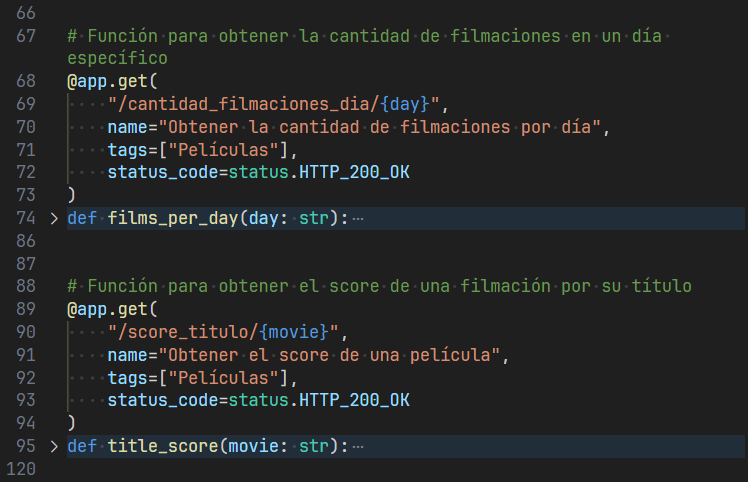 66
67 # Función para obtener la cantidad de filmaciones en un día
específico
68 @app.get(
69     "/cantidad_filmaciones_dia/{day}",
70     name="Obtener la cantidad de filmaciones por día",
71     tags=["Películas"],
72     status_code=status.HTTP_200_OK
73 )
74 > def films_per_day(day: str): ⋯
86
87
88 # Función para obtener el score de una filmación por su título
89 @app.get(
90     "/score_titulo/{movie}",
91     name="Obtener el score de una película",
92     tags=["Películas"],
93     status_code=status.HTTP_200_OK
94 )
95 > def title_score(movie: str): ⋯
120